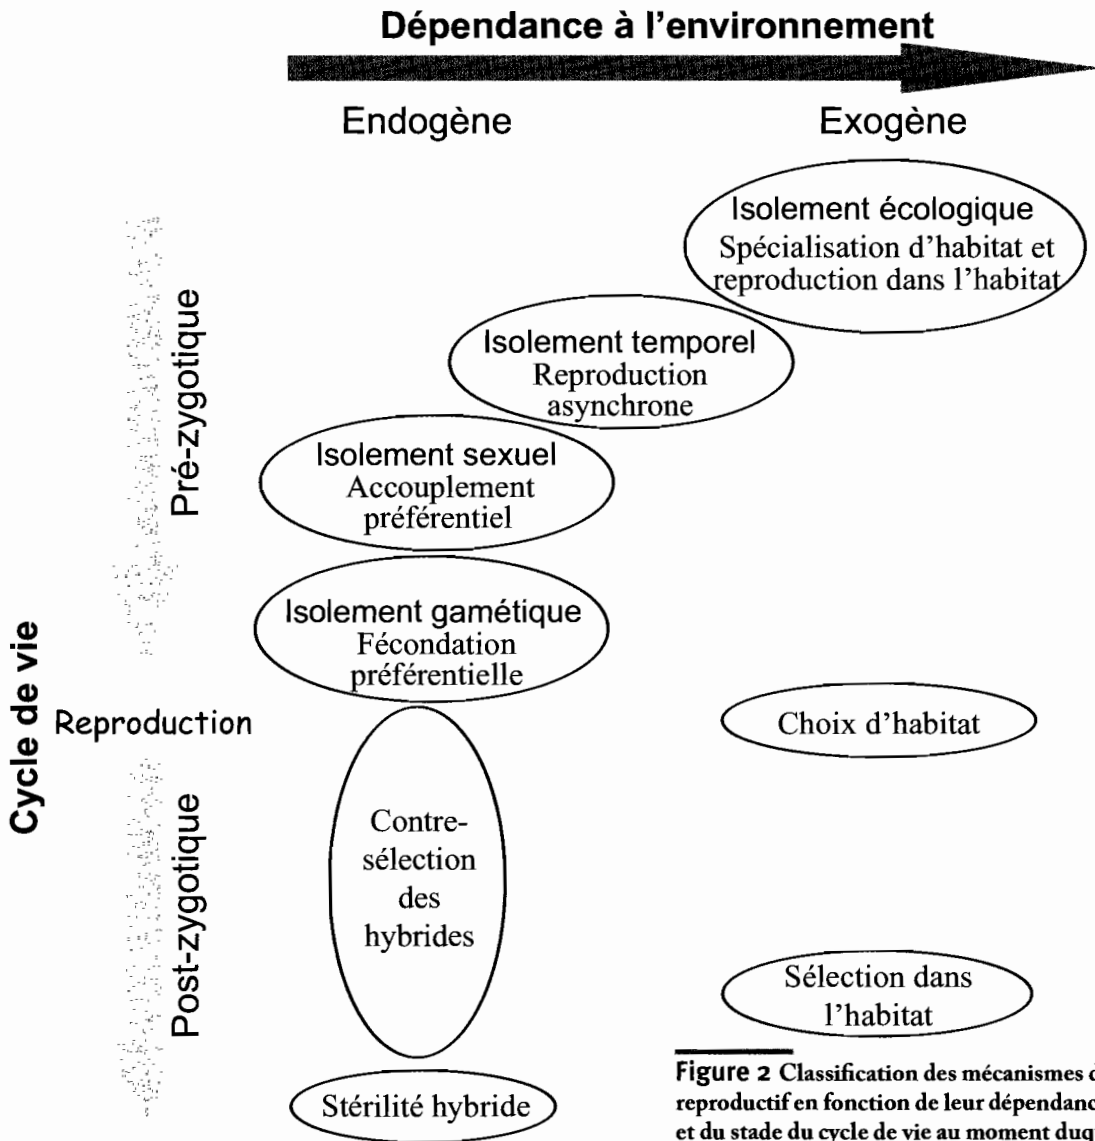 Dépendance à l'environnement
Endogène
Exogène
Isolement écologique
Spécialisation d'habitat et
reproduction dans l'habitat
Isolement temporel
Reproduction
asynchrone
Isolement sexuel
Accouplement
préférentiel
Isolement gamétique
Fécondation
préférentielle
Pré-zygotique
Cycle de vie
Reproduction
Choix d'habitat
Post-zygotique
Contre-
sélection
des
hybrides
Sélection dans
l'habitat
Stérilité hybride
Figure 2 Classification des mécanismes
reproductif en fonction de leur dépendanc
et du stade du cycle de vie au moment duq